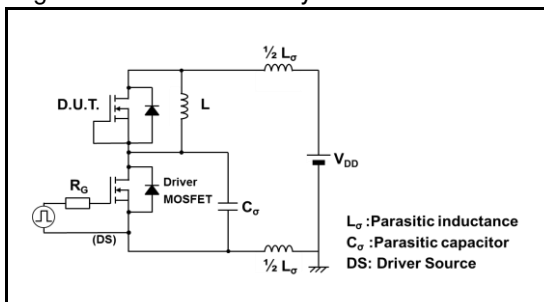 ½ Lσ
D.U.T.
L
VDD
RG
Driver
MOSFET
Cσ
(DS)
Lσ :Parasitic inductance
Cσ :Parasitic capacitor
DS: Driver Source
½ Lσ